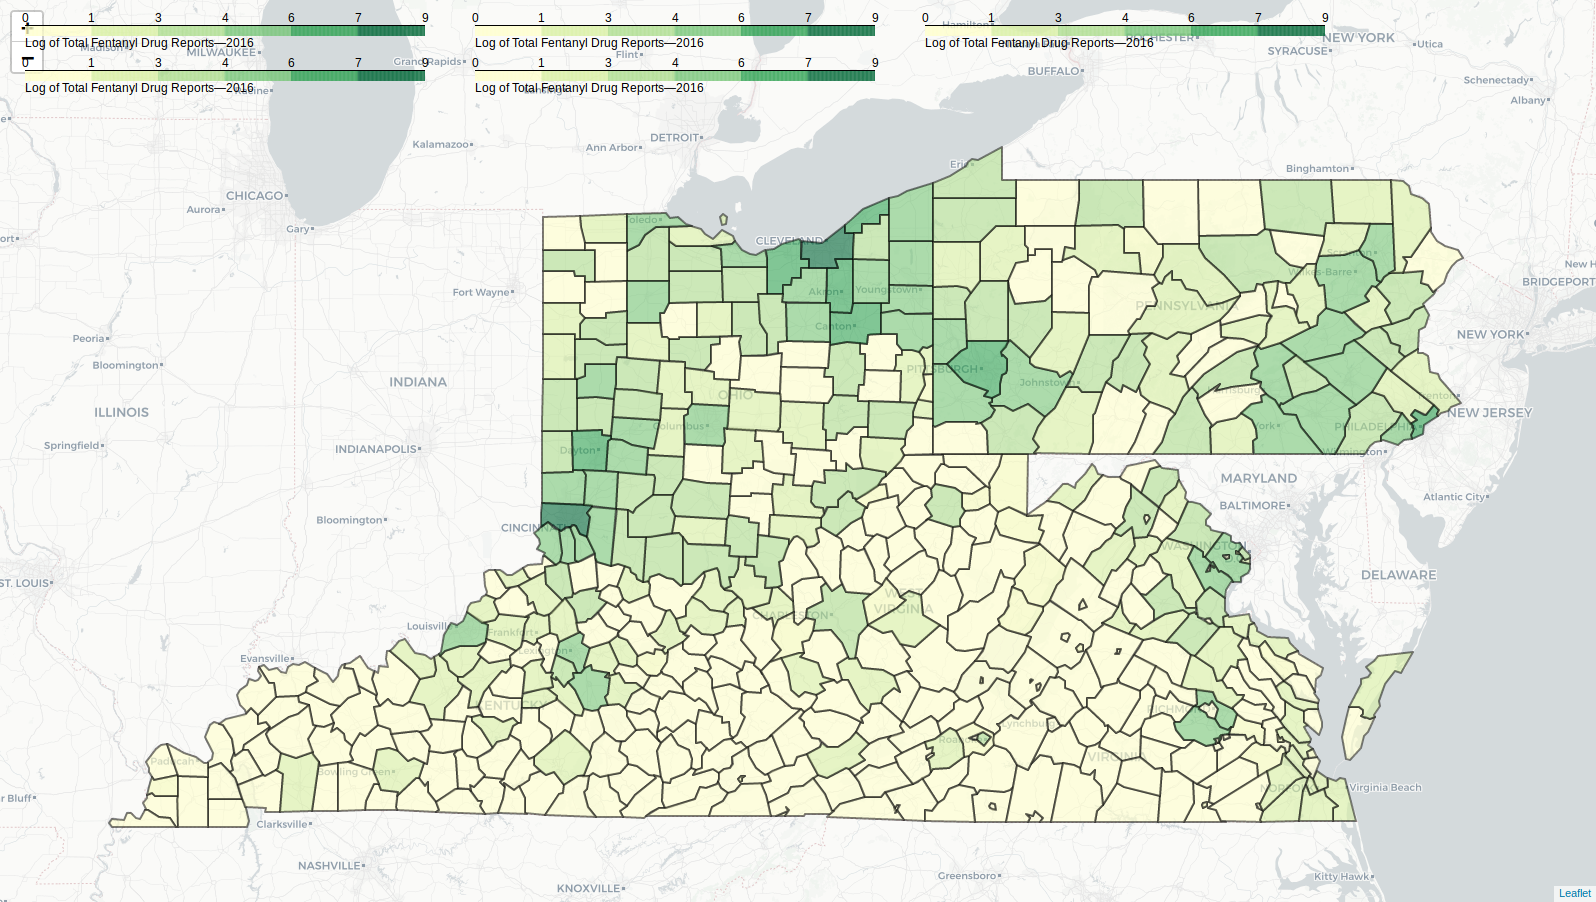 0 1 3 4 6 7 9
Log of Total Fentanyl Drug Reports—2016
0 1 3 4 6 7 9
Log of Total Fentanyl Drug Reports—2016
0 1 3 4 6 7 9
Log of Total Fentanyl Drug Reports—2016
0 1 3 4 6 7 9
Log of Total Fentanyl Drug Reports—2016
0 1 3 4 6 7 9
Log of Total Fentanyl Drug Reports—2016
+
−
Hamilton
NEW YORK
Madison
MILWAUKEE
SYRACUSE
Utica
Grand Rapids
Flint
BUFFALO
Schenectady
Racine
Albany
DETROIT
Kalamazoo
Ann Arbor
Erie
Binghamton
CHICAGO
Aurora
Toledo
Gary
CLEVELAND
Scranton
Wilkes-Barre
Fort Wayne
Akron
Youngstown
BRIDGEPORT
PENNSYLVANIA
Canton
NEW YORK
Peoria
Bloomington
PITTSBURGH
INDIANA
Johnstown
OHIO
Harrisburg
Trenton
ILLINOIS
NEW JERSEY
Columbus
York
PHILADELPHIA
Springfield
INDIANAPOLIS
Dayton
Wilmington
MARYLAND
Atlantic City
BALTIMORE
Bloomington
CINCINNATI
WASHINGTON
DELAWARE
ST. LOUIS
WEST
VIRGINIA
CHARLESTON
Louisville
Frankfort
Lexington
Evansville
KENTUCKY
RICHMOND
Lynchburg
Roanoke
VIRGINIA
Paducah
Bowling Green
NORFOLK
Virginia Beach
Bluff
Clarksville
NASHVILLE
Greensboro
Kitty Hawk
KNOXVILLE
Leaflet